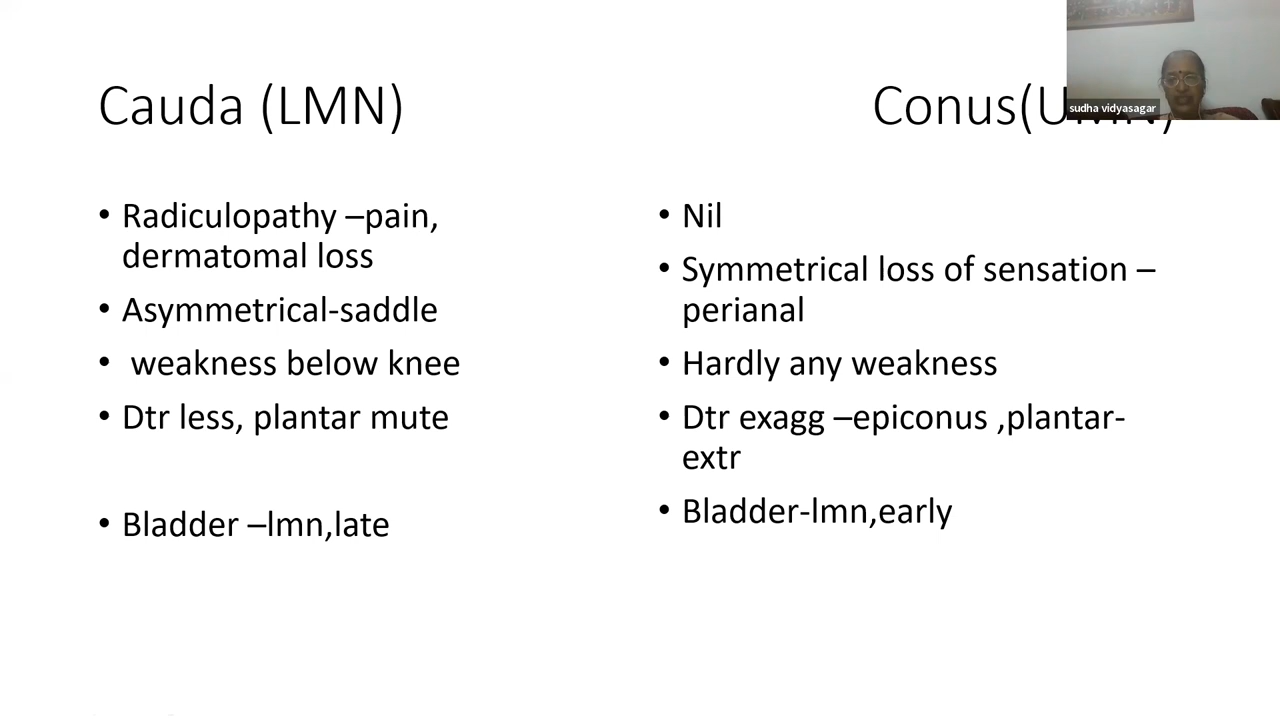 Cauda (LMN)
Radiculopathy –pain,
dermatomal loss
Asymmetrical-saddle
weakness below knee
Dtr less, plantar mute
Bladder –lmn,late
Conus(UMN)
Nil
Symmetrical loss of sensation –
perianal
Hardly any weakness
Dtr exagg –epiconus ,plantar-
extr
Bladder-lmn,early
sudha vidyasagar